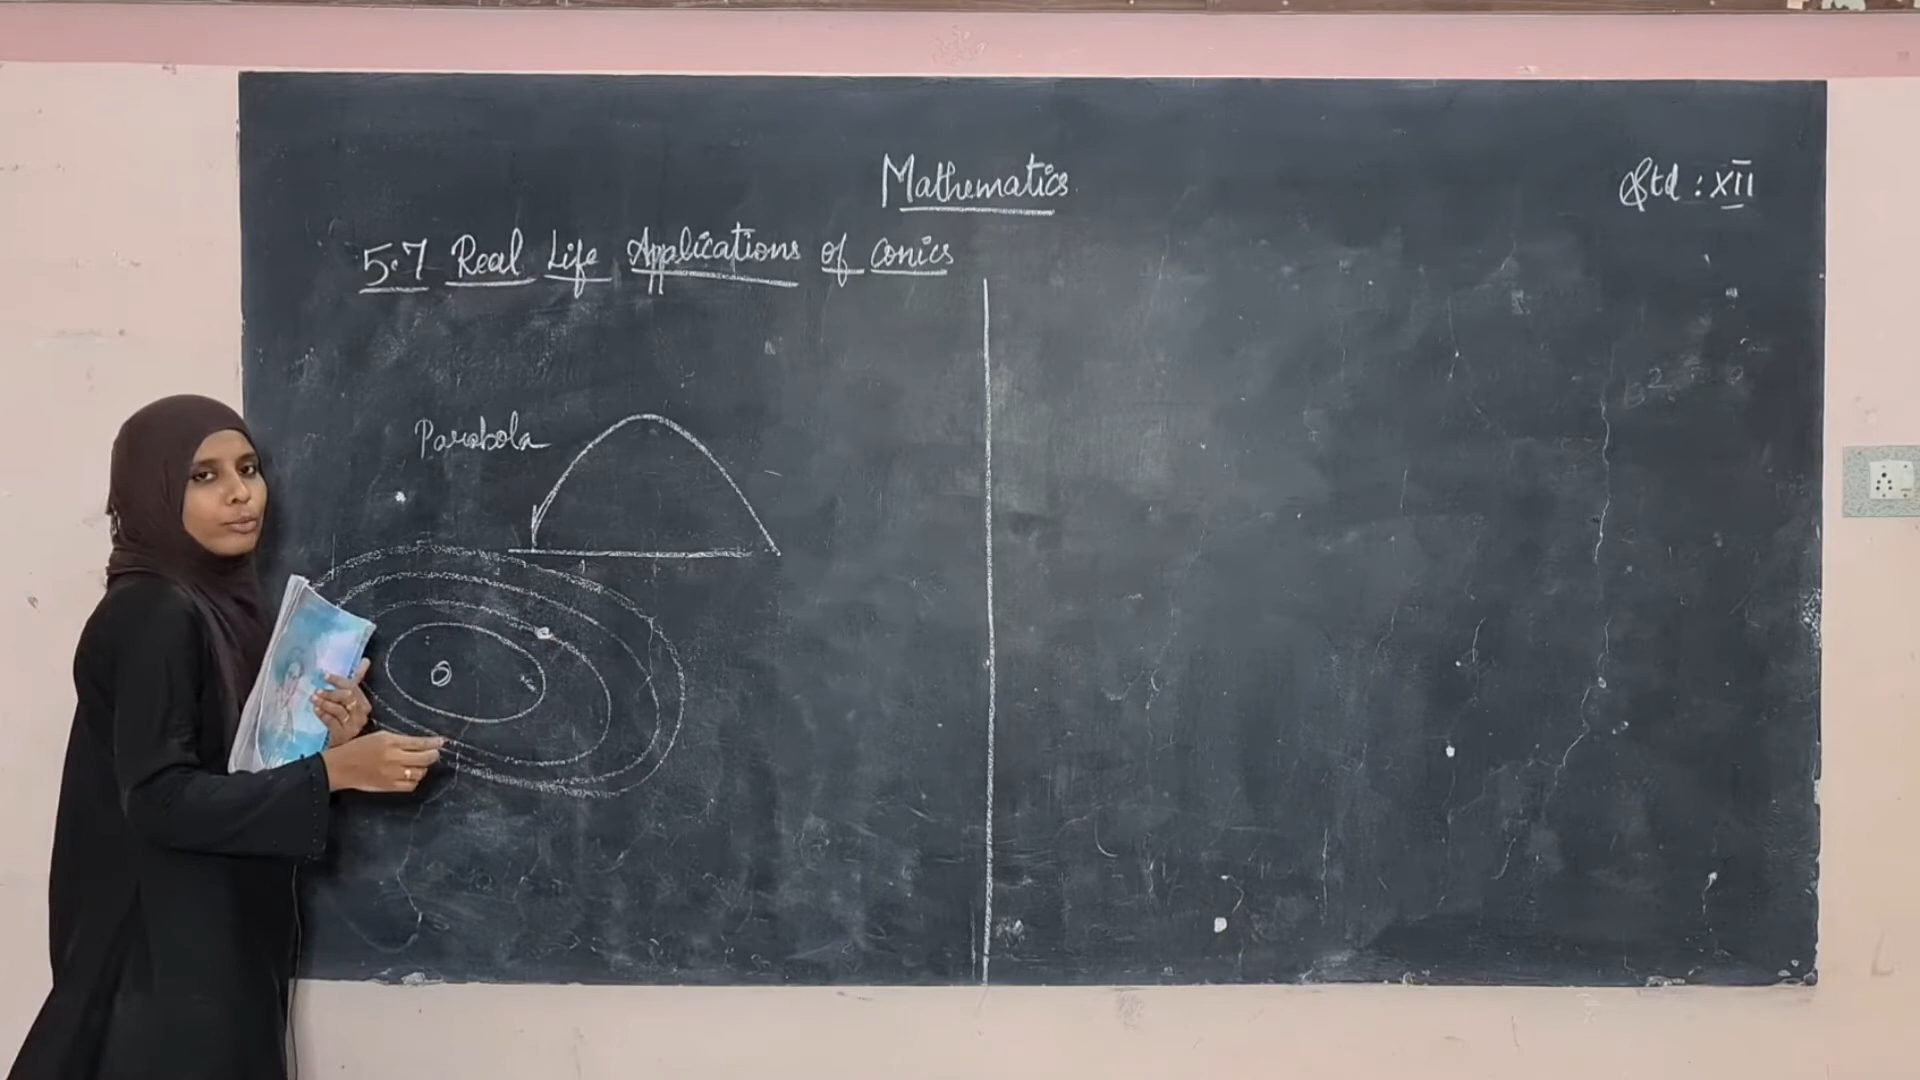 Mathematics
Std : XII
5.7 Real Life Applications of conics
Parabola